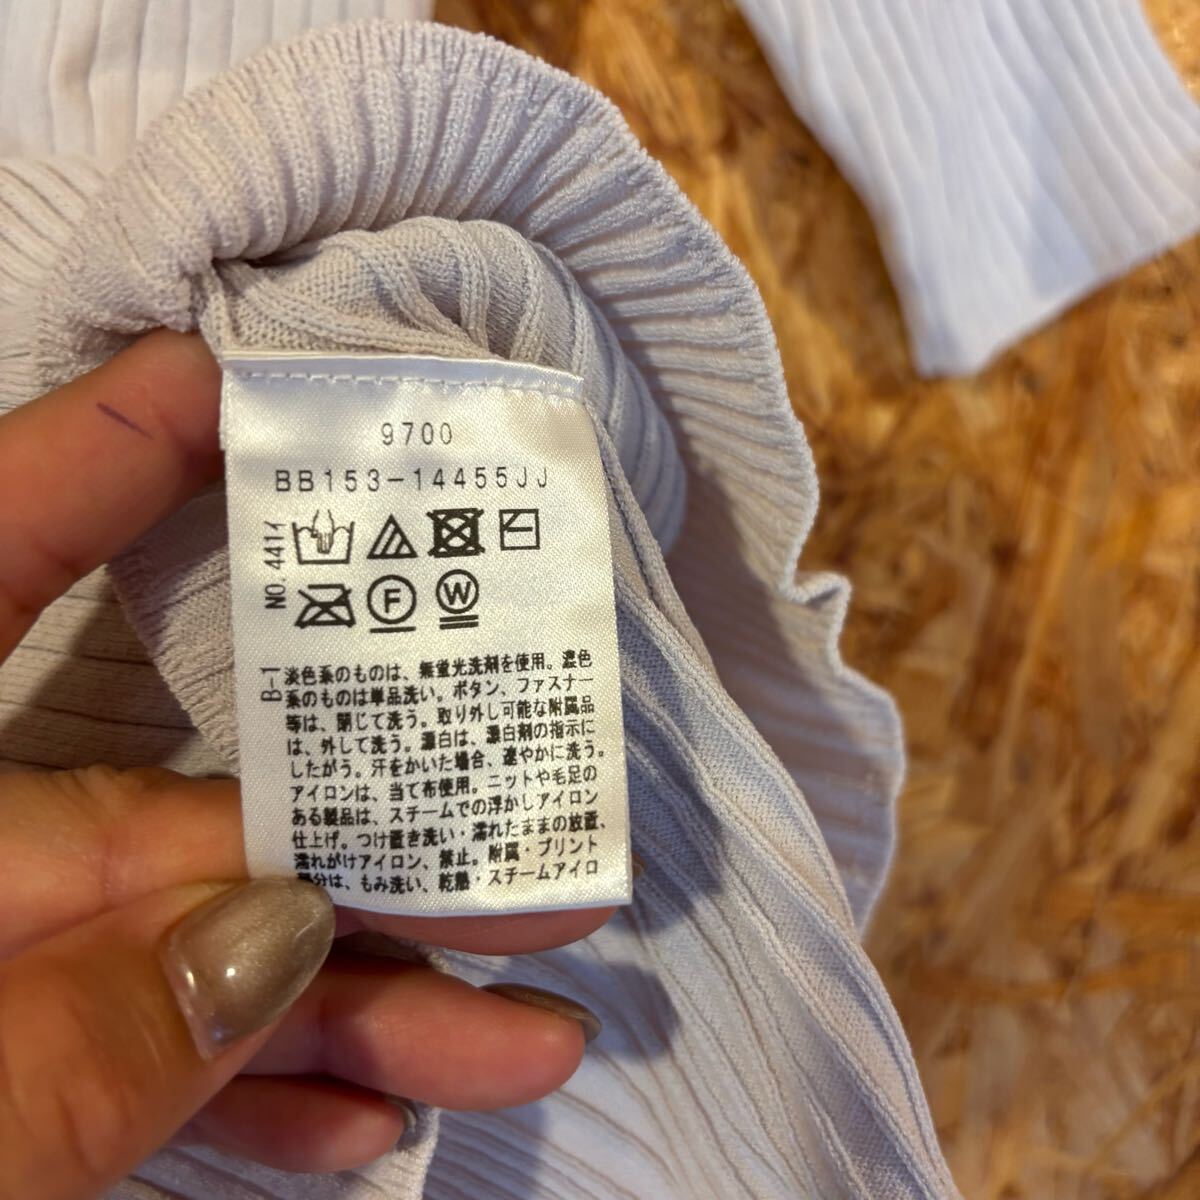 9700
BB153-14455JJ
NO.441イ
F
W
B-1
淡色系のものは、無蛍光洗剤を使用。濃色
系のものは単品洗い。ボタン、ファスナー
等は、閉じて洗う。取り外し可能な附属品
は、外して洗う。漂白は、漂白剤の指示に
したがう。汗をかいた場合、速やかに洗う。
アイロンは、当て布使用。ニットや毛足の
ある製品は、スチームでの浮かしアイロン
仕上げ。つけ置き洗い・濡れたままの放置、
濡れがけアイロン、禁止。附属・プリント
部分は、もみ洗い、乾熱・スチームアイロ